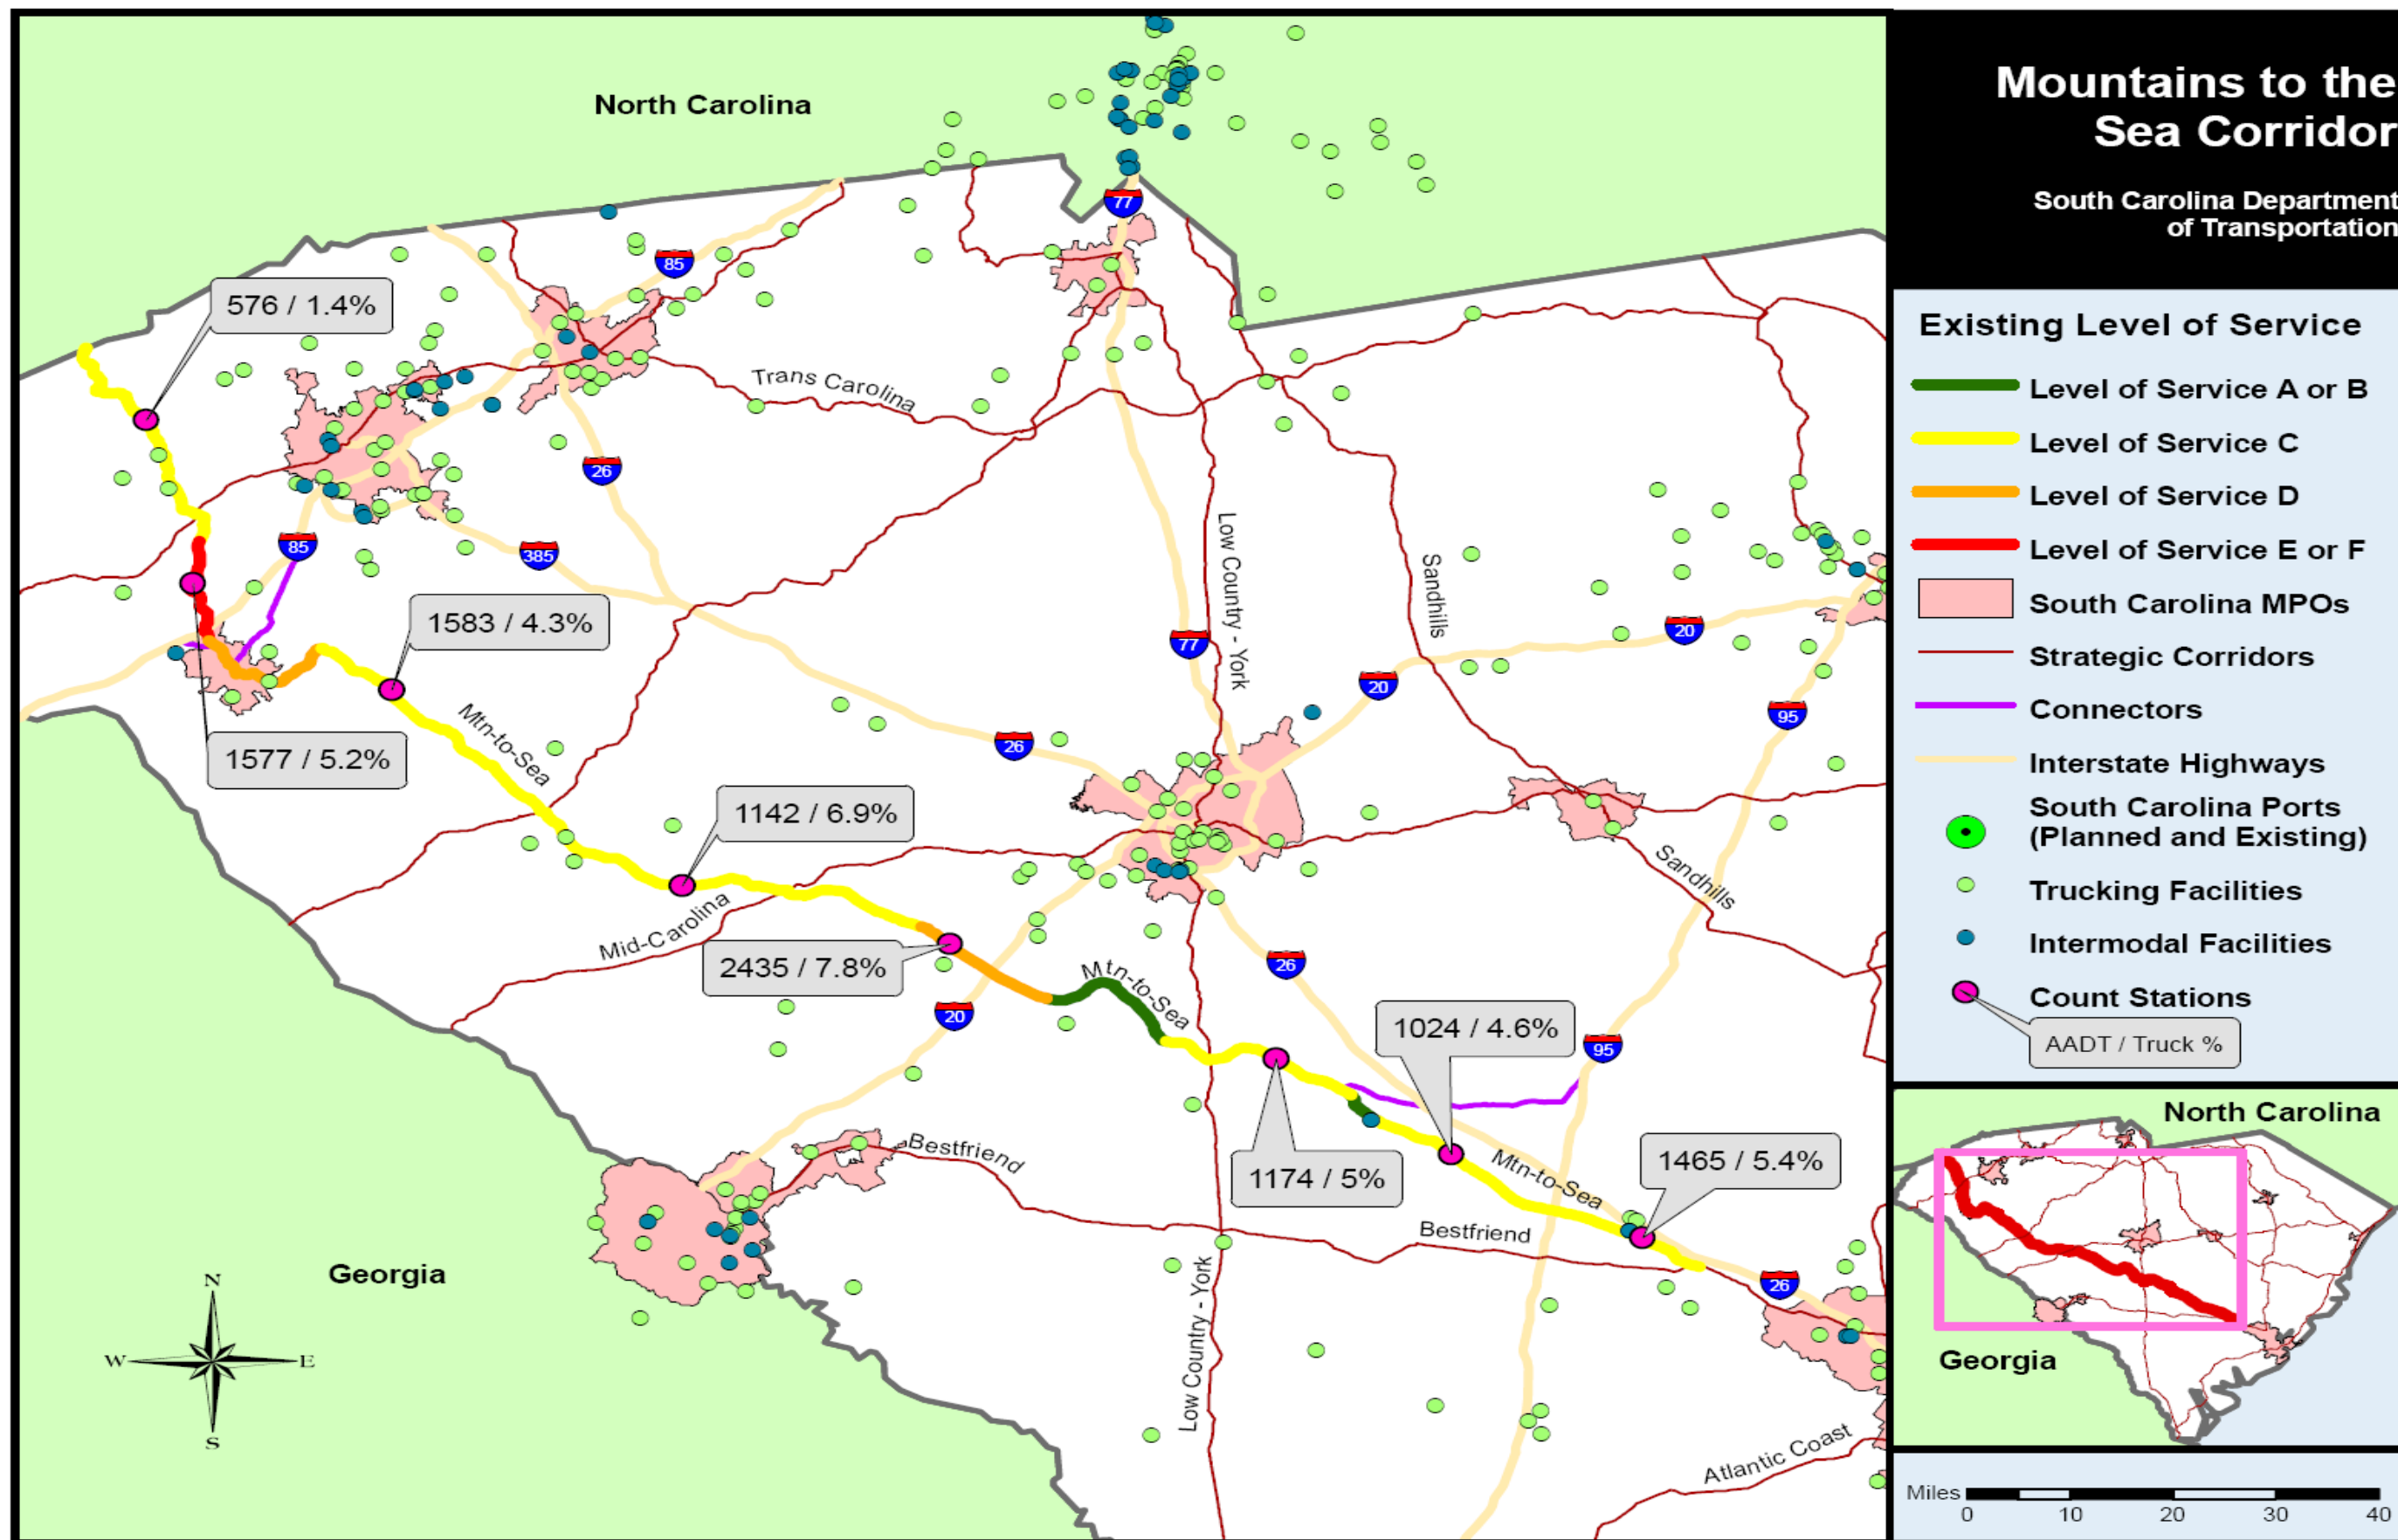 Mountains to the
Sea Corridor
South Carolina Department
of Transportation
Existing Level of Service
Level of Service A or B
Level of Service C
Level of Service D
Level of Service E or F
South Carolina MPOs
Strategic Corridors
Connectors
Interstate Highways
South Carolina Ports
(Planned and Existing)
Trucking Facilities
Intermodal Facilities
Count Stations
AADT / Truck %
North Carolina
Georgia
Miles
0 10 20 30 40
North Carolina
77
85
576 / 1.4%
Trans Carolina
26
85
385
Low Country - York
Sandhills
1583 / 4.3%
77
20
20
95
Mtn-to-Sea
26
1577 / 5.2%
1142 / 6.9%
Sandhills
Mid-Carolina
2435 / 7.8%
26
Mtn-to-Sea
20
1024 / 4.6%
95
Bestfriend
1174 / 5%
Mtn-to-Sea
1465 / 5.4%
Bestfriend
Georgia
26
Low Country - York
Atlantic Coast
N
W E
S